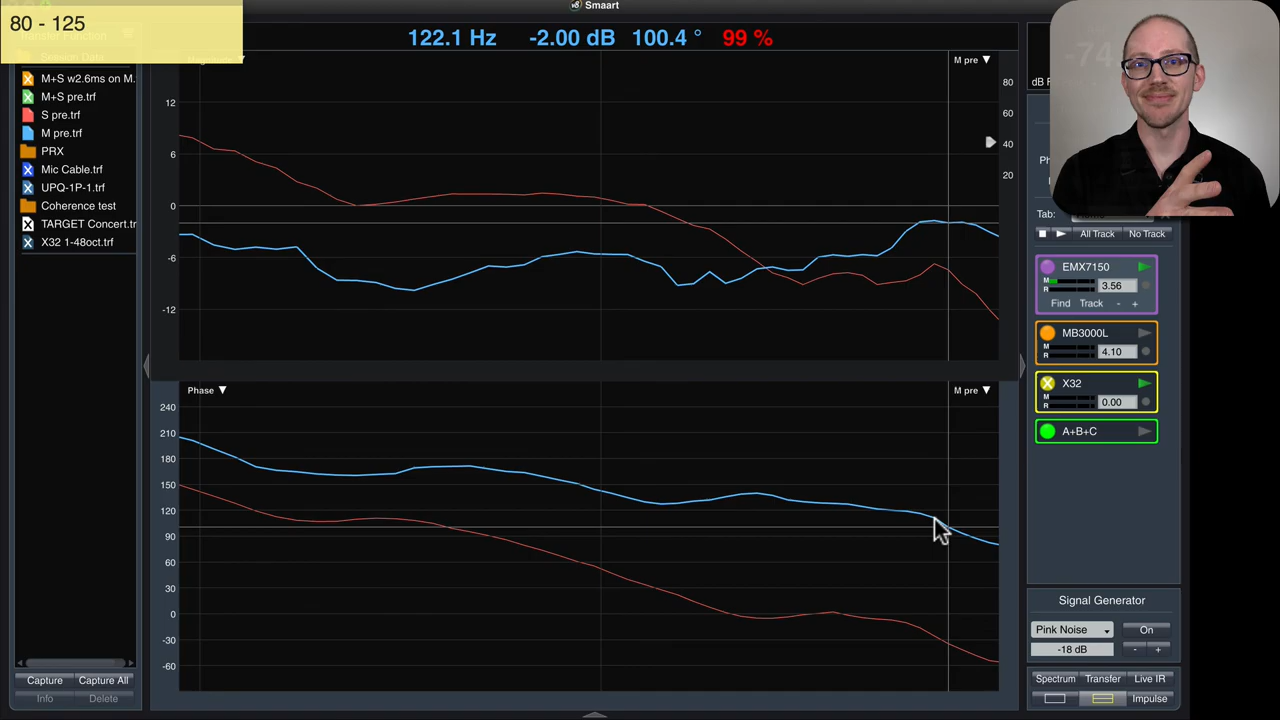 Smaart
80 - 125
122.1 Hz -2.00 dB 100.4 ° 99 %
Session Data
M+S w2.6ms on M.
M+S pre.trf
S pre.trf
M pre.trf
PRX
Mic Cable.trf
UPQ-1P-1.trf
Coherence test
TARGET Concert.tr
X32 1-48oct.trf
Capture
Capture All
Info
Delete
Magnitude
M pre
12
6
0
-6
-12
80
60
40
20
Phase
M pre
240
210
180
150
120
90
60
30
0
-30
-60
dB
Tab:
All Track
No Track
EMX7150
M
R
3.56
Find Track - +
MB3000L
M
R
4.10
X32
M
R
0.00
A+B+C
Signal Generator
Pink Noise
On
-18 dB
- +
Spectrum
Transfer
Live IR
Impulse